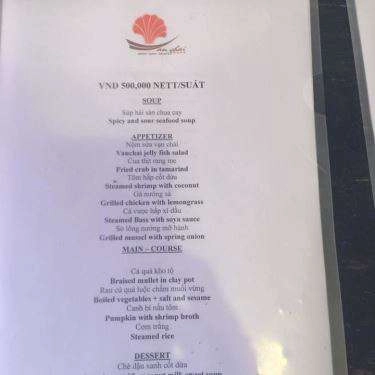 VND 500,000 NETT/SUẤT
SOUP
Súp hải sản chua cay
Spicy and sour seafood soup
APPETIZER
Nộm sứa vạn chài
Vanchai jelly fish salad
Cua thịt rang me
Fried crab in tamarind
Tôm hấp cốt dừa
Steamed shrimp with coconut
Gà nướng sả
Grilled chicken with lemongrass
Cá vược hấp xì dầu
Steamed Bass with soya sauce
Sò lông nướng mỡ hành
Grilled mussel with spring onion
MAIN – COURSE
Cá quả kho tộ
Braised mullet in clay pot
Rau củ quả luộc chấm muối vừng
Boiled vegetables + salt and sesame
Canh bí nấu tôm
Pumpkin with shrimp broth
Cơm trắng
Steamed rice
DESSERT
Chè đậu xanh cốt dừa